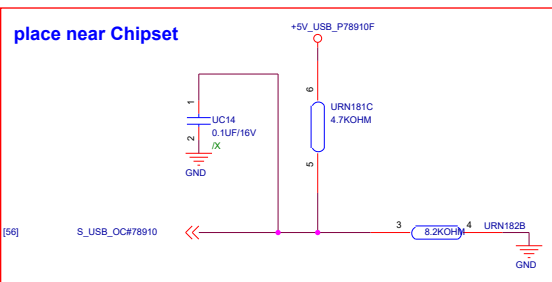 +5V_USB_P78910F
place near Chipset
6
1
URN181C
4.7KOHM
UC14
0.1UF/16V
2
/X
5
GND
[56]
S_USB_OC#78910
3
8.2KOHM
4
URN182B
GND